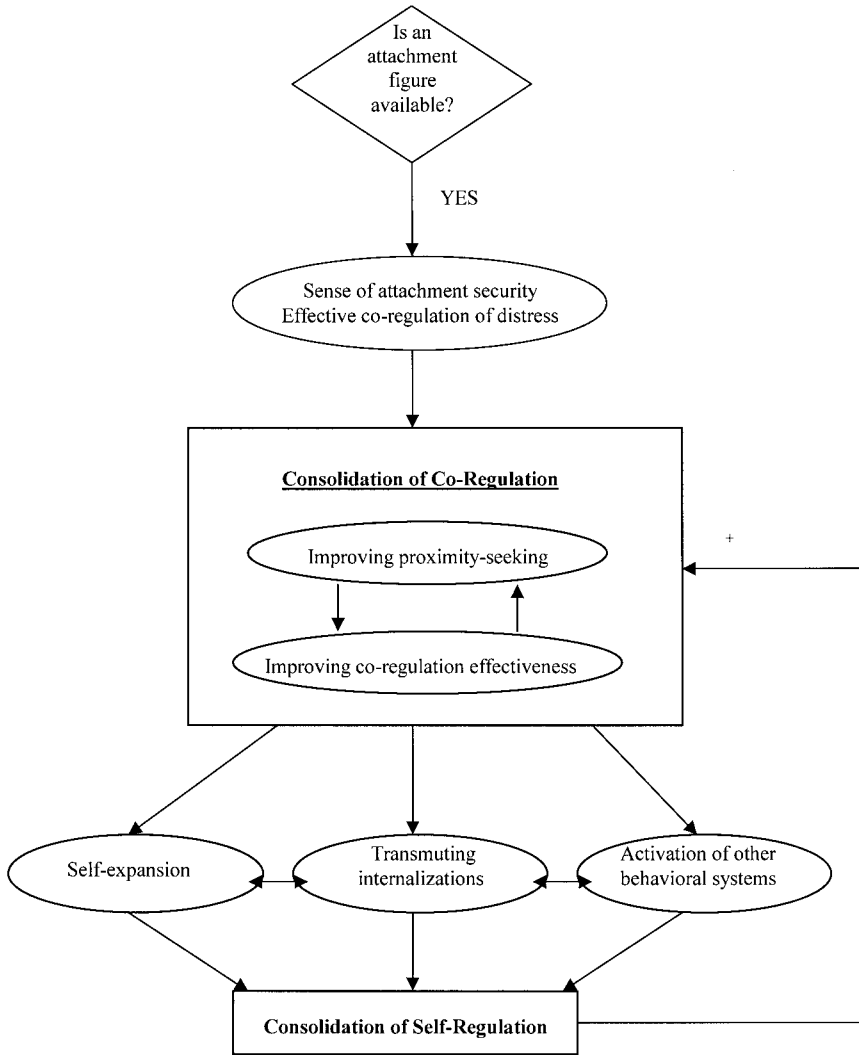 Is an
attachment
figure
available?
YES
Sense of attachment security
Effective co-regulation of distress
Consolidation of Co-Regulation
+
Improving proximity-seeking
Improving co-regulation effectiveness
Self-expansion
Transmuting
internalizations
Activation of other
behavioral systems
Consolidation of Self-Regulation